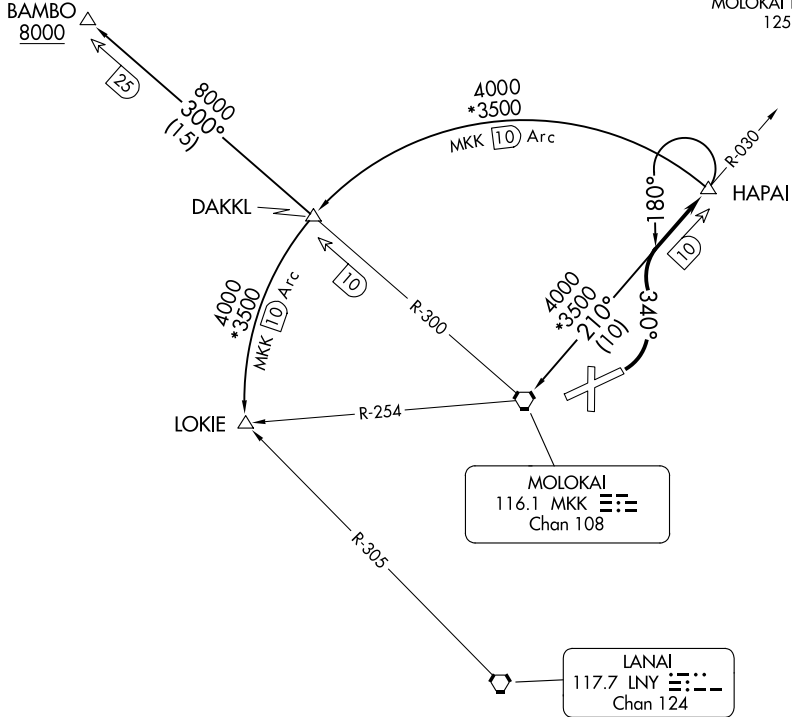 BAMBO
8000
MOLOKAI
125
25
8000
300°
(15)
4000
*3500
MKK 10 Arc
R-030
180°
HAPAI
DAKKL
10
10
4000
*3500
MKK 10 Arc
R-300
4000
*3500
210°
(10)
340°
R-254
LOKIE
MOLOKAI
116.1 MKK
Chan 108
R-305
LANAI
117.7 LNY
Chan 124